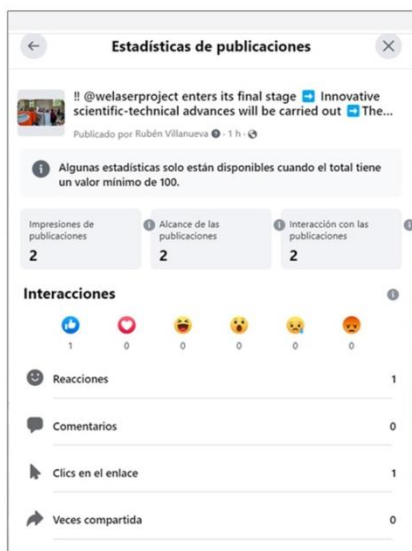 Estadísticas de publicaciones
‼ @welaserproject enters its final stage ➡ Innovative
scientific-technical advances will be carried out ➡ The...
Publicado por Rubén Villanueva · 1 h ·
Algunas estadísticas solo están disponibles cuando el total tiene
un valor mínimo de 100.
Impresiones de
publicaciones
2
Alcance de las
publicaciones
2
Interacción con las
publicaciones
2
Interacciones
1 0 0 0 0 0
Reacciones 1
Comentarios 0
Clics en el enlace 1
Veces compartida 0